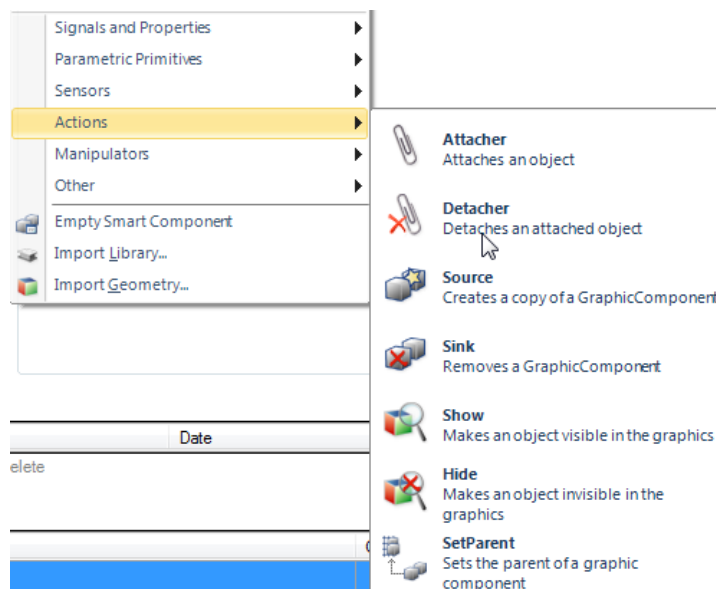 Signals and Properties
Parametric Primitives
Sensors
Actions
Manipulators
Other
Empty Smart Component
Import Library...
Import Geometry...
Attacher
Attaches an object
Detacher
Detaches an attached object
Source
Creates a copy of a GraphicComponent
Sink
Removes a GraphicComponent
Show
Makes an object visible in the graphics
Hide
Makes an object invisible in the
graphics
SetParent
Sets the parent of a graphic
component
Date
elete